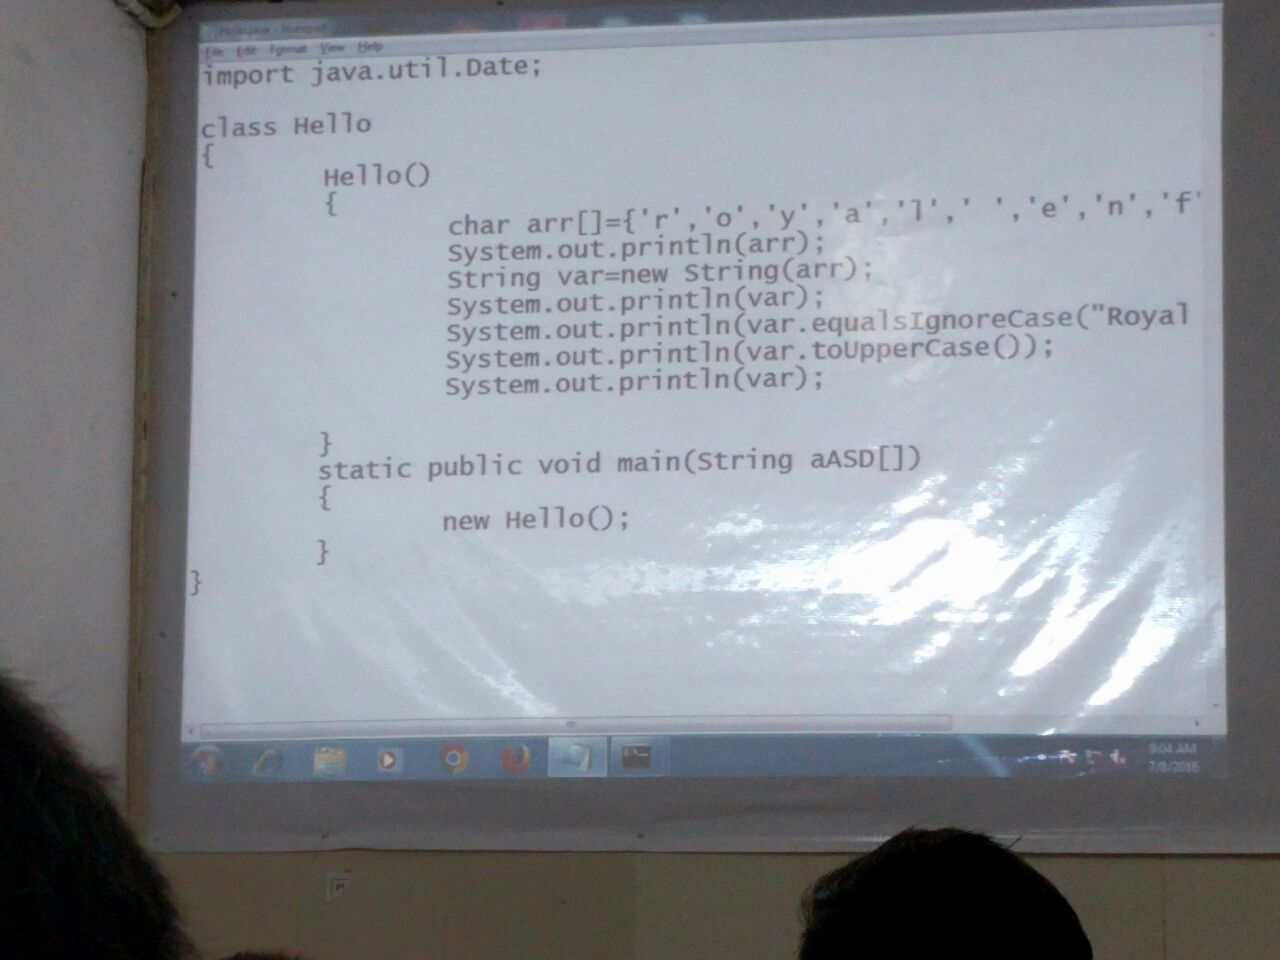 Hello.java - Notepad
File Edit Format View Help
import java.util.Date;
class Hello
{
Hello()
{
char arr[]={'r','o','y','a','l',' ','e','n','f'
System.out.println(arr);
String var=new String(arr);
System.out.println(var);
System.out.println(var.equalsIgnoreCase("Royal
System.out.println(var.toUpperCase());
System.out.println(var);
}
static public void main(String aASD[])
{
new Hello();
}
}
9:04 AM
7/8/2016